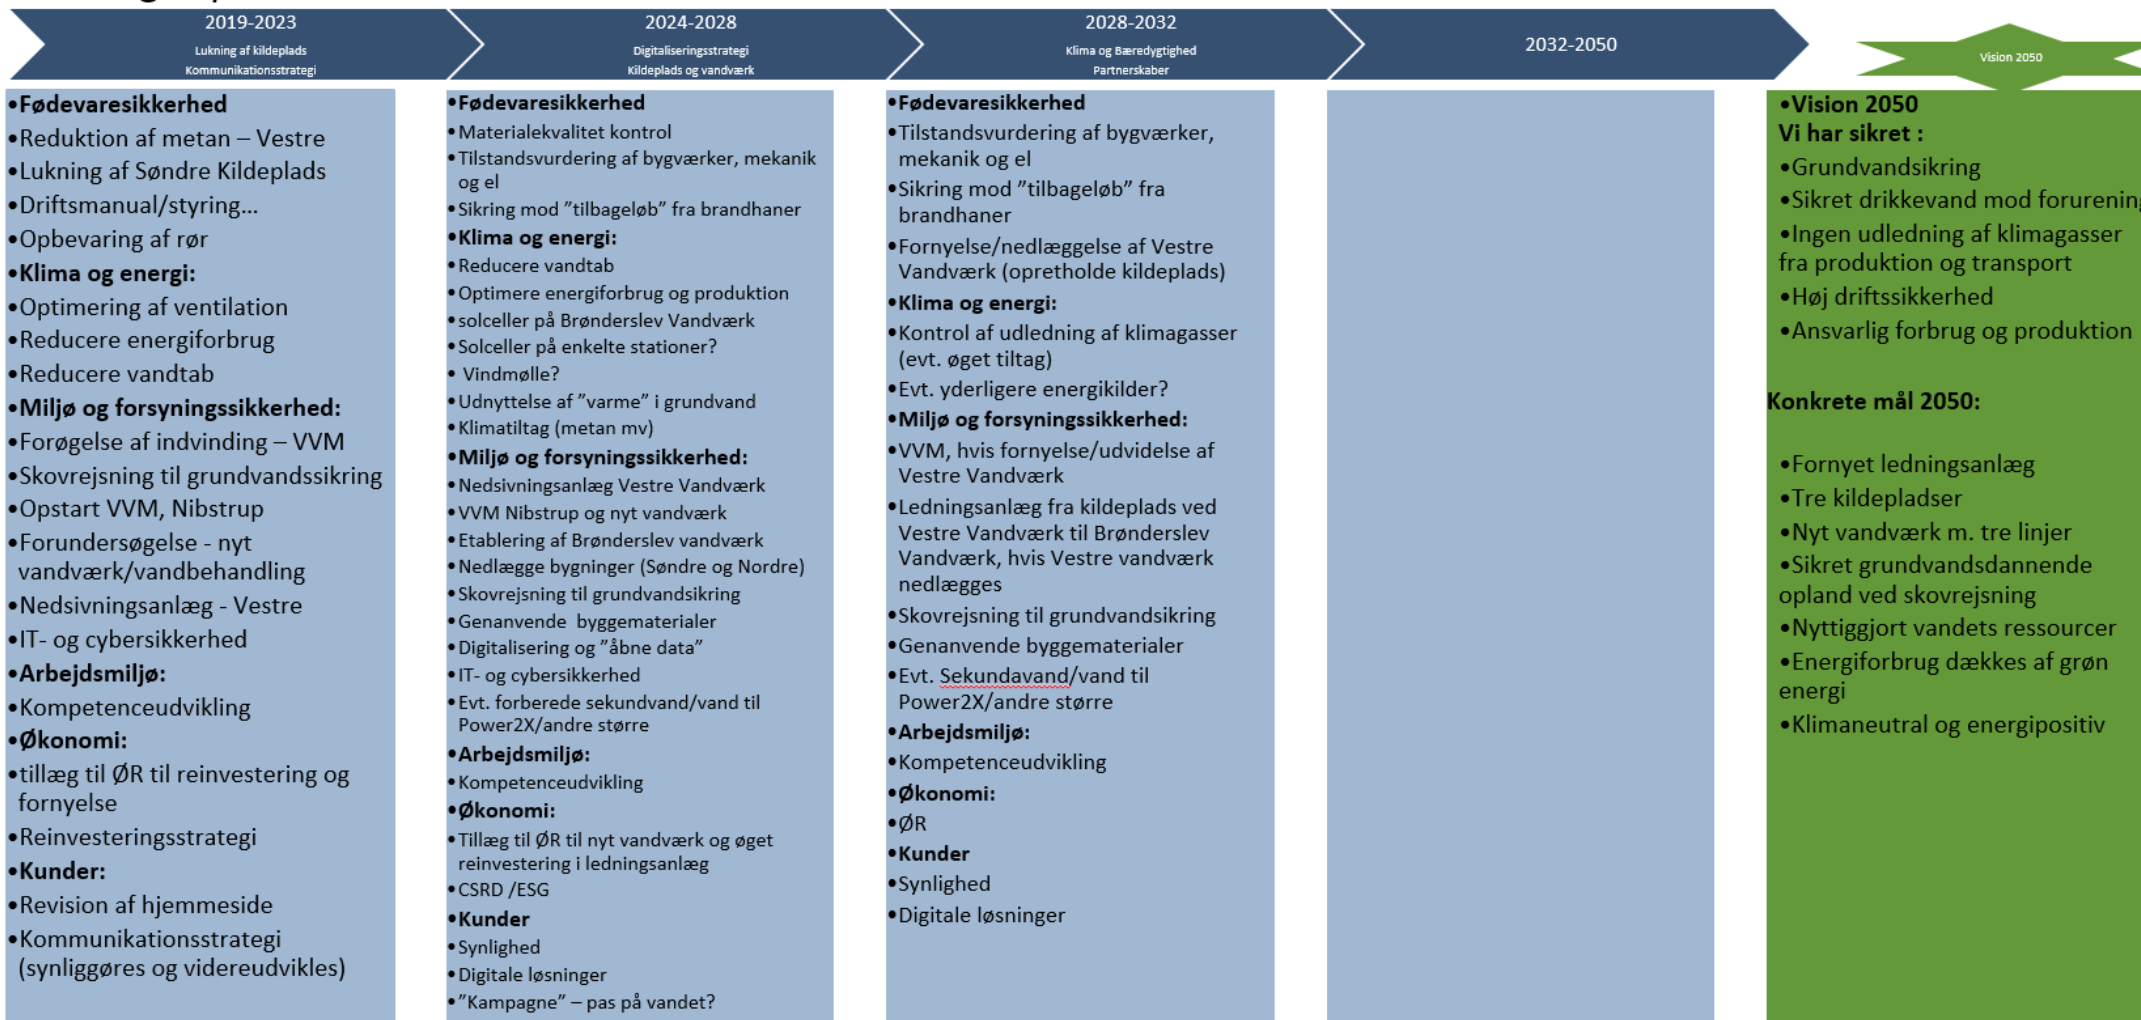 2019-2023
Lukning af kildeplads
Kommunikationsstrategi
2024-2028
Digitaliseringsstrategi
Kildeplads og vandværk
2028-2032
Klima og Bæredygtighed
Partnerskaber
2032-2050
Vision 2050
•Fødevaresikkerhed
•Reduktion af metan – Vestre
•Lukning af Søndre Kildeplads
•Driftsmanual/styring…
•Opbevaring af rør
•Klima og energi:
•Optimering af ventilation
•Reducere energiforbrug
•Reducere vandtab
•Miljø og forsyningssikkerhed:
•Forøgelse af indvinding – VVM
•Skovrejsning til grundvandssikring
•Opstart VVM, Nibstrup
•Forundersøgelse - nyt
vandværk/vandbehandling
•Nedsivningsanlæg - Vestre
•IT- og cybersikkerhed
•Arbejdsmiljø:
•Kompetenceudvikling
•Økonomi:
•tillæg til ØR til reinvestering og
fornyelse
•Reinvesteringsstrategi
•Kunder:
•Revision af hjemmeside
•Kommunikationsstrategi
(synliggøres og videreudvikles)
•Fødevaresikkerhed
•Materialekvalitet kontrol
•Tilstandsvurdering af bygværker, mekanik
og el
•Sikring mod ”tilbageløb” fra brandhaner
•Klima og energi:
•Reducere vandtab
•Optimere energiforbrug og produktion
•solceller på Brønderslev Vandværk
•Solceller på enkelte stationer?
• Vindmølle?
•Udnyttelse af ”varme” i grundvand
•Klimatiltag (metan mv)
•Miljø og forsyningssikkerhed:
•Nedsivningsanlæg Vestre Vandværk
•VVM Nibstrup og nyt vandværk
•Etablering af Brønderslev vandværk
•Nedlægge bygninger (Søndre og Nordre)
•Skovrejsning til grundvandsikring
•Genanvende byggematerialer
•Digitalisering og ”åbne data”
•IT- og cybersikkerhed
•Evt. forberede sekundvand/vand til
Power2X/andre større
•Arbejdsmiljø:
•Kompetenceudvikling
•Økonomi:
•Tillæg til ØR til nyt vandværk og øget
reinvestering i ledningsanlæg
•CSRD /ESG
•Kunder
•Synlighed
•Digitale løsninger
•”Kampagne” – pas på vandet?
•Fødevaresikkerhed
•Tilstandsvurdering af bygværker,
mekanik og el
•Sikring mod ”tilbageløb” fra
brandhaner
•Fornyelse/nedlæggelse af Vestre
Vandværk (opretholde kildeplads)
•Klima og energi:
•Kontrol af udledning af klimagasser
(evt. øget tiltag)
•Evt. yderligere energikilder?
•Miljø og forsyningssikkerhed:
•VVM, hvis fornyelse/udvidelse af
Vestre Vandværk
•Ledningsanlæg fra kildeplads ved
Vestre Vandværk til Brønderslev
Vandværk, hvis Vestre vandværk
nedlægges
•Skovrejsning til grundvandsikring
•Genanvende byggematerialer
•Evt. Sekundavand/vand til
Power2X/andre større
•Arbejdsmiljø:
•Kompetenceudvikling
•Økonomi:
•ØR
•Kunder
•Synlighed
•Digitale løsninger
•Vision 2050
Vi har sikret :
•Grundvandsikring
•Sikret drikkevand mod forurening
•Ingen udledning af klimagasser
fra produktion og transport
•Høj driftssikkerhed
•Ansvarlig forbrug og produktion
Konkrete mål 2050:
•Fornyet ledningsanlæg
•Tre kildepladser
•Nyt vandværk m. tre linjer
•Sikret grundvandsdannende
opland ved skovrejsning
•Nyttiggjort vandets ressourcer
•Energiforbrug dækkes af grøn
energi
•Klimaneutral og energipositiv